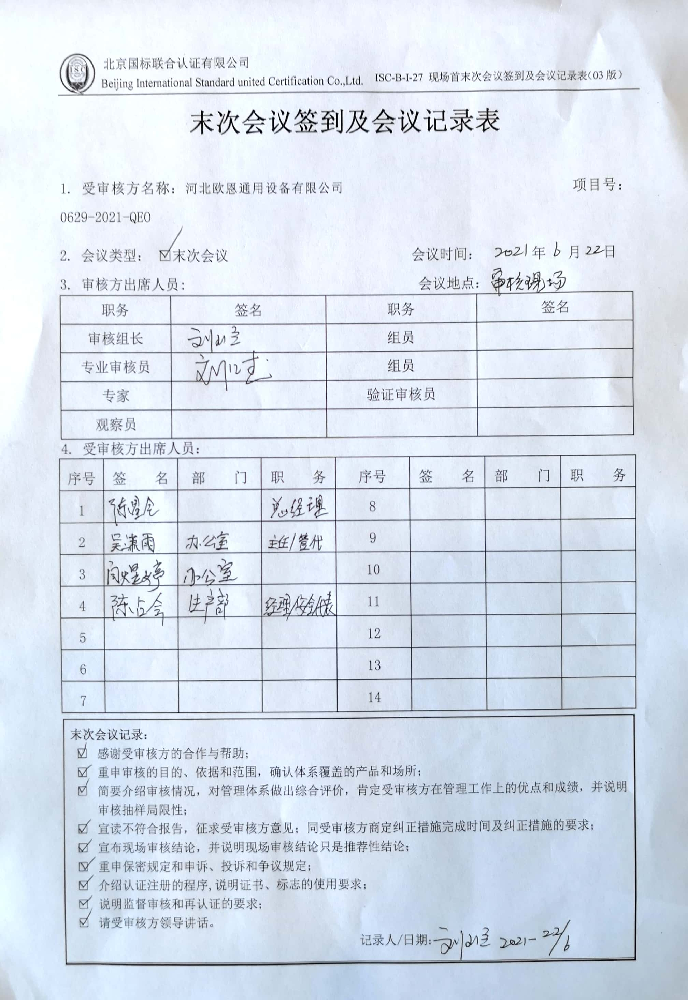 ISC
北京国标联合认证有限公司
Beijing International Standard united Certification Co.,Ltd. ISC-B-I-27 现场首末次会议签到及会议记录表(03 版)
末次会议签到及会议记录表
1. 受审核方名称：河北欧恩通用设备有限公司 项目号：
0629-2021-QEO
2. 会议类型： ☑末次会议 会议时间： 2021年 6 月 22日
3. 审核方出席人员： 会议地点：审核现场
职务 签名 职务 签名
审核组长 组员
专业审核员 组员
专家 验证审核员
观察员
4. 受审核方出席人员：
序号 签 名 部 门 职 务 序号 签 名 部 门 职 务
1 总经理 8
2 吴潇雨 办公室 主任/管代 9
3 办公室 10
4 陈占会 生产部 经理/安全代表 11
5 12
6 13
7 14
末次会议记录：
☑ 感谢受审核方的合作与帮助；
☑ 重申审核的目的、依据和范围，确认体系覆盖的产品和场所；
☑ 简要介绍审核情况，对管理体系做出综合评价，肯定受审核方在管理工作上的优点和成绩，并说明
审核抽样局限性；
☑ 宣读不符合报告，征求受审核方意见；同受审核方商定纠正措施完成时间及纠正措施的要求；
☑ 宣布现场审核结论，并说明现场审核结论只是推荐性结论；
☑ 重申保密规定和申诉、投诉和争议规定；
☑ 介绍认证注册的程序,说明证书、标志的使用要求；
☑ 说明监督审核和再认证的要求；
☑ 请受审核方领导讲话。
记录人/日期： 2021-22/6